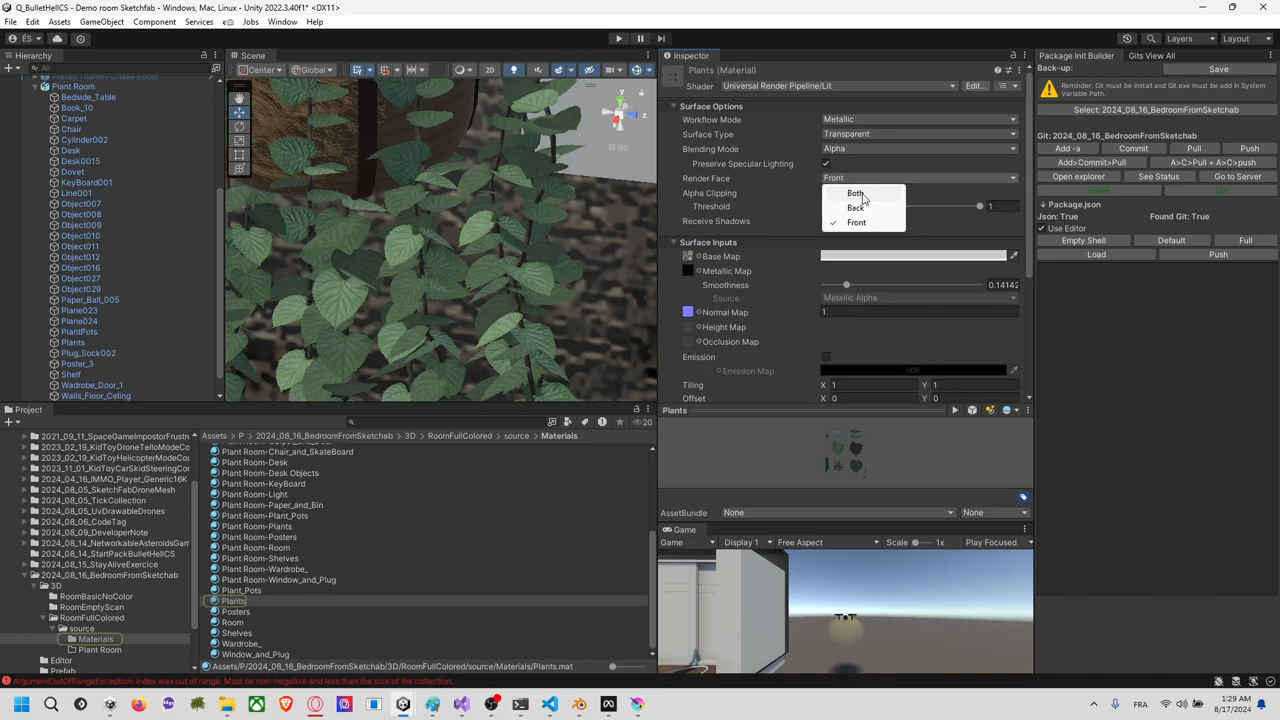 Q_BulletHellCS - Demo room Sketchfab - Windows, Mac, Linux - Unity 2022.3.40f1* <DX11>
File Edit Assets GameObject Component Services Jobs Window Help
ÉS Layers Layout
Hierarchy
All
Plant Room
Bedside_Table
Book_10
Carpet
Chair
Cylinder002
Desk
Desk0015
Dovet
KeyBoard001
Line001
Object007
Object008
Object009
Object010
Object011
Object012
Object016
Object027
Object029
Paper_Ball_005
Plane023
Plane024
PlantPots
Plants
Plug_Sock002
Poster_3
Shelf
Wadrobe_Door_1
Walls_Floor_Celing
Scene
Center Global 2D
y
z
Iso
Inspector
Plants (Material)
Shader Universal Render Pipeline/Lit Edit...
Surface Options
Workflow Mode Metallic
Surface Type Transparent
Blending Mode Alpha
Preserve Specular Lighting
Render Face Front
Alpha Clipping
Threshold 1
Receive Shadows
Both
Back
Front
Surface Inputs
Base Map
Metallic Map
Smoothness 0.14142
Source Metallic Alpha
Normal Map 1
Height Map
Occlusion Map
Emission
Emission Map HDR
Tiling X 1 Y 1
Offset X 0 Y 0
Plants
AssetBundle None None
Game
Game Display 1 Free Aspect Scale 1x Play Focused
Package Init Builder Gits View All
Back-up: Save
Reminder: Git must be install and Git.exe must be add in System Variable Path.
Select: 2024_08_16_BedroomFromSketchab
Git: 2024_08_16_BedroomFromSketchab
Add -a Commit Pull Push
Add>Commit>Pull A>C>Pull + A>C>push
Open explorer See Status Go to Server
Down Up
Package.json
Json: True Found Git: True
Use Editor
Empty Shell Default Full
Load Push
Project
20
2021_09_11_SpaceGameImpostorFrustr
2023_02_19_KidToyDroneTelloModeCo
2023_02_19_KidToyHelicopterModeCo
2023_11_01_KidToyCarSkidSteeringCo
2024_04_16_IMMO_Player_Generic16K
2024_08_05_SketchFabDroneMesh
2024_08_05_TickCollection
2024_08_05_UvDrawableDrones
2024_08_06_CodeTag
2024_08_09_DeveloperNote
2024_08_14_NetworkableAsteroidsGam
2024_08_14_StartPackBulletHellCS
2024_08_15_StayAliveExercice
2024_08_16_BedroomFromSketchab
3D
RoomBasicNoColor
RoomEmptyScan
RoomFullColored
source
Materials
Plant Room
Editor
Prefab
Assets > P > 2024_08_16_BedroomFromSketchab > 3D > RoomFullColored > source > Materials
Plant Room-Chair_and_SkateBoard
Plant Room-Desk
Plant Room-Desk Objects
Plant Room-KeyBoard
Plant Room-Light
Plant Room-Paper_and_Bin
Plant Room-Plant_Pots
Plant Room-Plants
Plant Room-Posters
Plant Room-Room
Plant Room-Shelves
Plant Room-Wardrobe_
Plant Room-Window_and_Plug
Plant_Pots
Plants
Posters
Room
Shelves
Wardrobe_
Window_and_Plug
Assets/P/2024_08_16_BedroomFromSketchab/3D/RoomFullColored/source/Materials/Plants.mat
ArgumentOutOfRangeException: Index was out of range. Must be non-negative and less than the size of the collection.
FRA
1:29 AM
8/17/2024